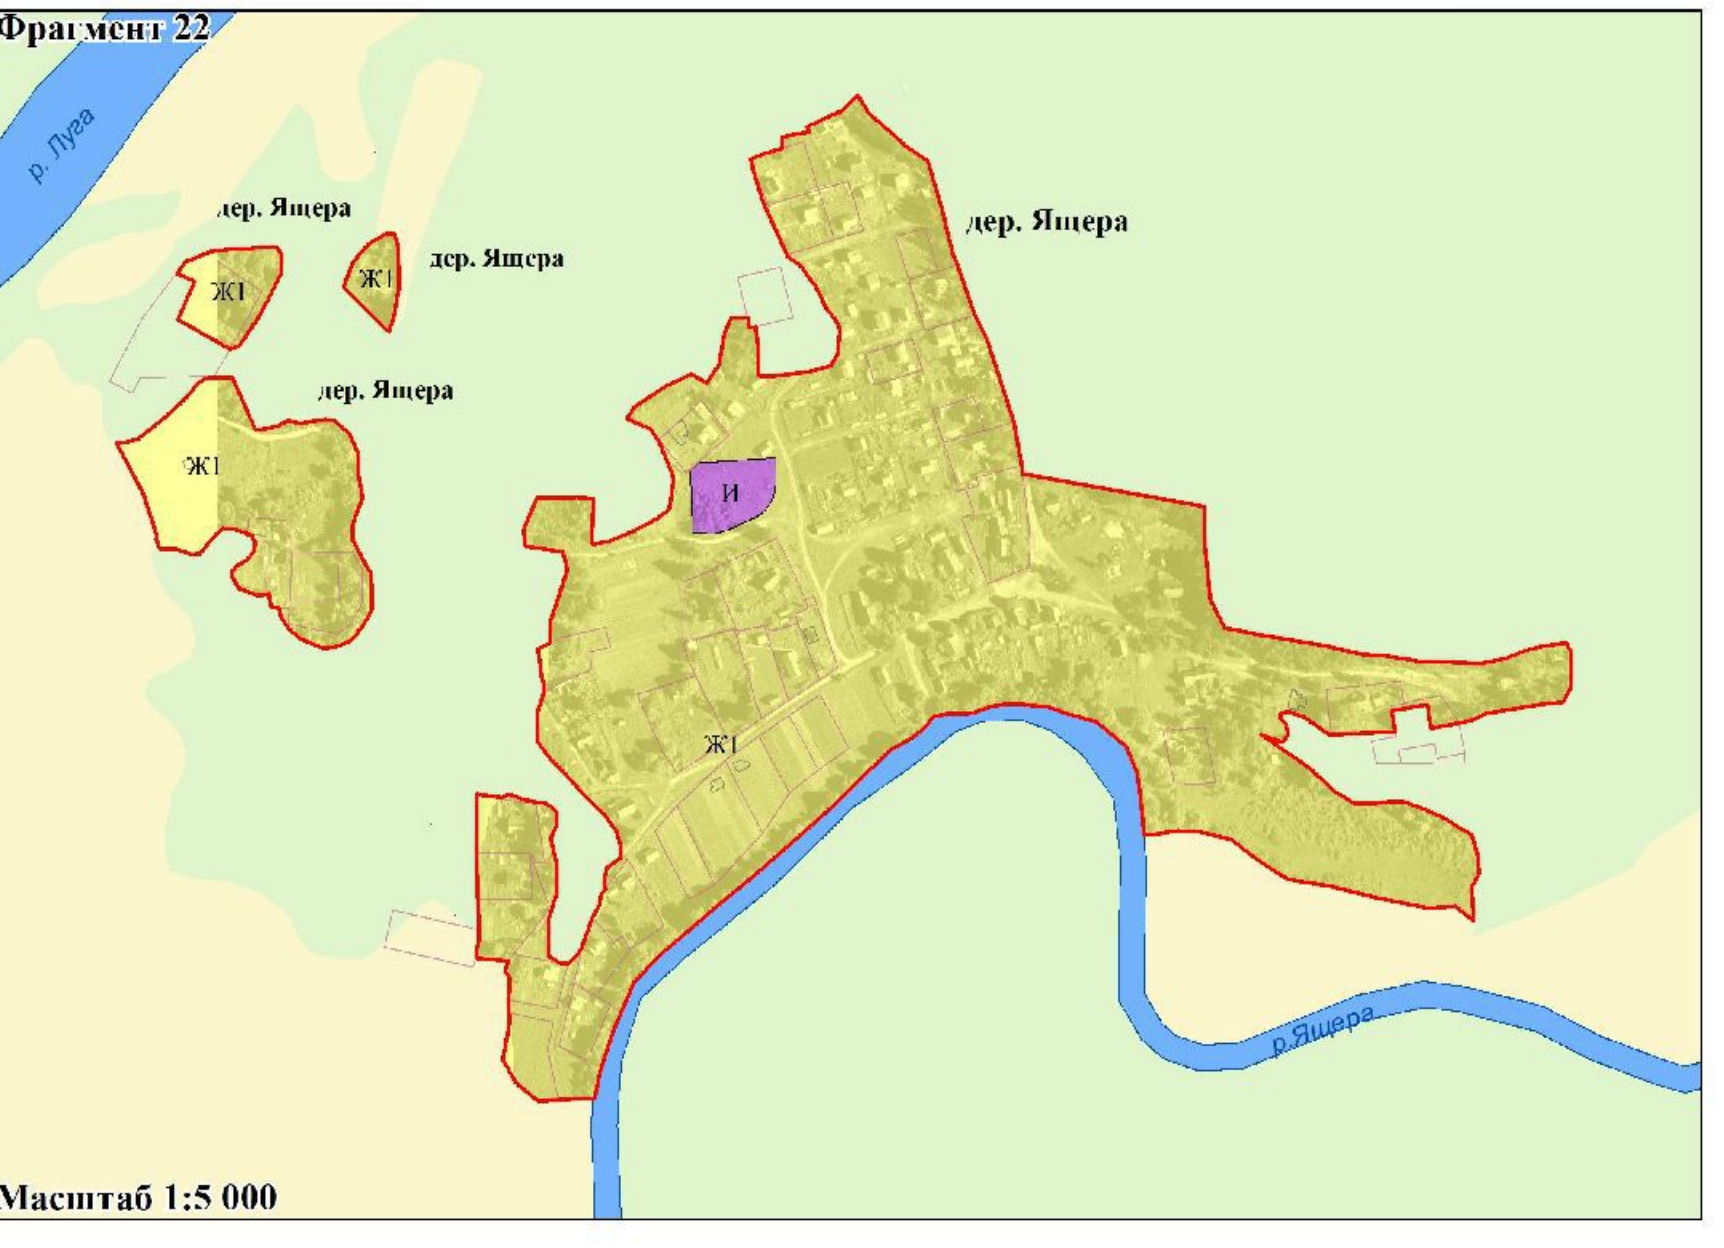 Фрагмент 22
р. Луга
дер. Ящера
дер. Ящера
дер. Ящера
Ж1
Ж1
дер. Ящера
Ж1
И
Ж1
р.Ящера
Масштаб 1:5 000